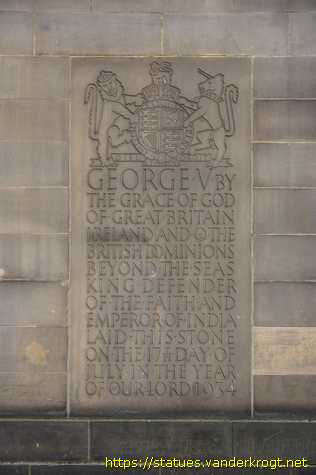 GEORGE·V·BY
THE GRACE OF GOD
OF GREAT BRITAIN
IRELAND AND OF THE
BRITISH DOMINIONS
BEYOND THE SEAS
KING DEFENDER
OF THE FAITH AND
EMPEROR OF INDIA
LAID·THIS·STONE
ON THE 17TH DAY OF
JULY IN THE YEAR
OF OUR LORD 1934
https://statues.vanderkrogt.net